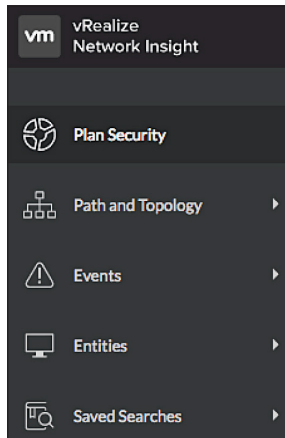 vm
vRealize
Network Insight
Plan Security
Path and Topology
Events
Entities
Saved Searches